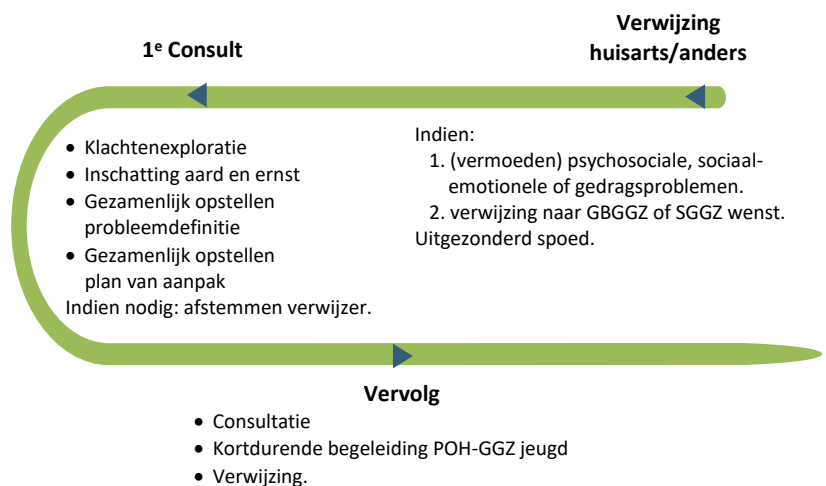 Verwijzing
huisarts/anders
Indien:
1. (vermoeden) psychosociale, sociaal-
emotionele of gedragsproblemen.
2. verwijzing naar GBGGZ of SGGZ wenst.
Uitgezonderd spoed.
1e Consult
• Klachtenexploratie
• Inschatting aard en ernst
• Gezamenlijk opstellen
probleemdefinitie
• Gezamenlijk opstellen
plan van aanpak
Indien nodig: afstemmen verwijzer.
Vervolg
• Consultatie
• Kortdurende begeleiding POH-GGZ jeugd
• Verwijzing.